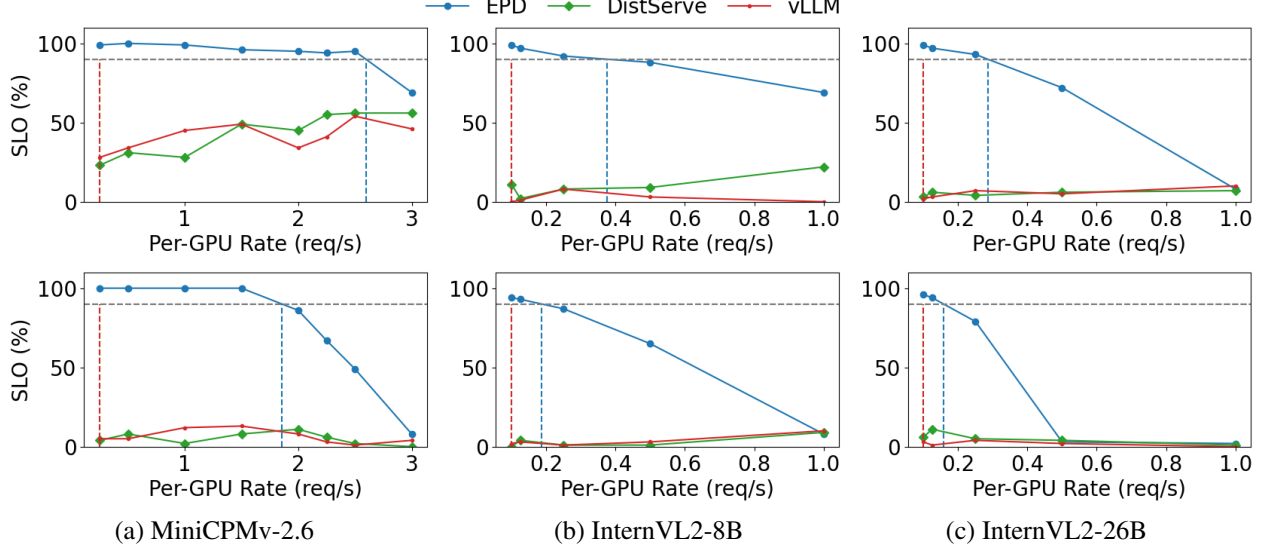 EPD DistServe vLLM
SLO (%)
100
50
0
1 2 3
Per-GPU Rate (req/s)
100
50
0
0.2 0.4 0.6 0.8 1.0
Per-GPU Rate (req/s)
100
50
0
0.2 0.4 0.6 0.8 1.0
Per-GPU Rate (req/s)
SLO (%)
100
50
0
1 2 3
Per-GPU Rate (req/s)
100
50
0
0.2 0.4 0.6 0.8 1.0
Per-GPU Rate (req/s)
100
50
0
0.2 0.4 0.6 0.8 1.0
Per-GPU Rate (req/s)
(a) MiniCPMv-2.6
(b) InternVL2-8B
(c) InternVL2-26B